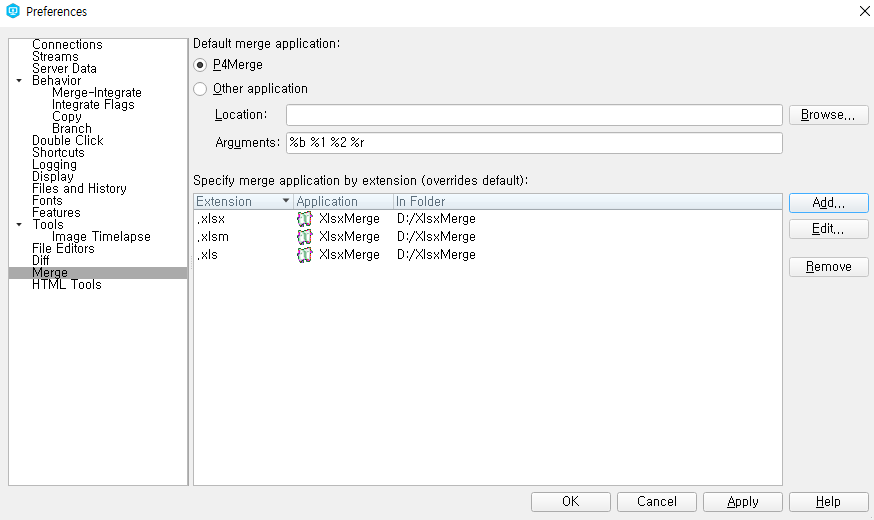 Preferences
Connections
Streams
Server Data
Behavior
Merge-Integrate
Integrate Flags
Copy
Branch
Double Click
Shortcuts
Logging
Display
Files and History
Fonts
Features
Tools
Image Timelapse
File Editors
Diff
Merge
HTML Tools
Default merge application:
P4Merge
Other application
Location:
Browse...
Arguments: %b %1 %2 %r
Specify merge application by extension (overrides default):
Extension Application In Folder
.xlsx XlsxMerge D:/XlsxMerge
.xlsm XlsxMerge D:/XlsxMerge
.xls XlsxMerge D:/XlsxMerge
Add...
Edit...
Remove
OK Cancel Apply Help